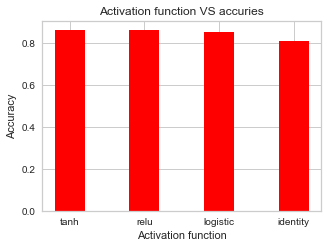 Activation function VS accuries
Accuracy
0.8
0.6
0.4
0.2
0.0
tanh relu logistic identity
Activation function